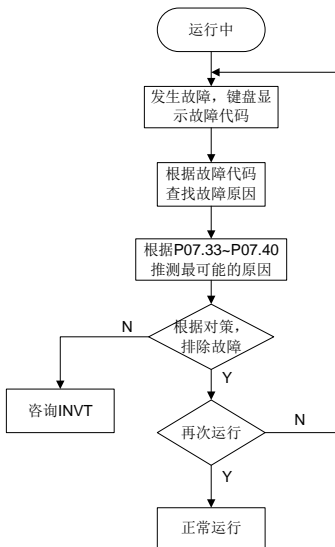 运行中
发生故障，键盘显
示故障代码
根据故障代码
查找故障原因
根据P07.33~P07.40
推测最可能的原因
N
根据对策，
排除故障
Y
咨询INVT
再次运行
N
Y
正常运行